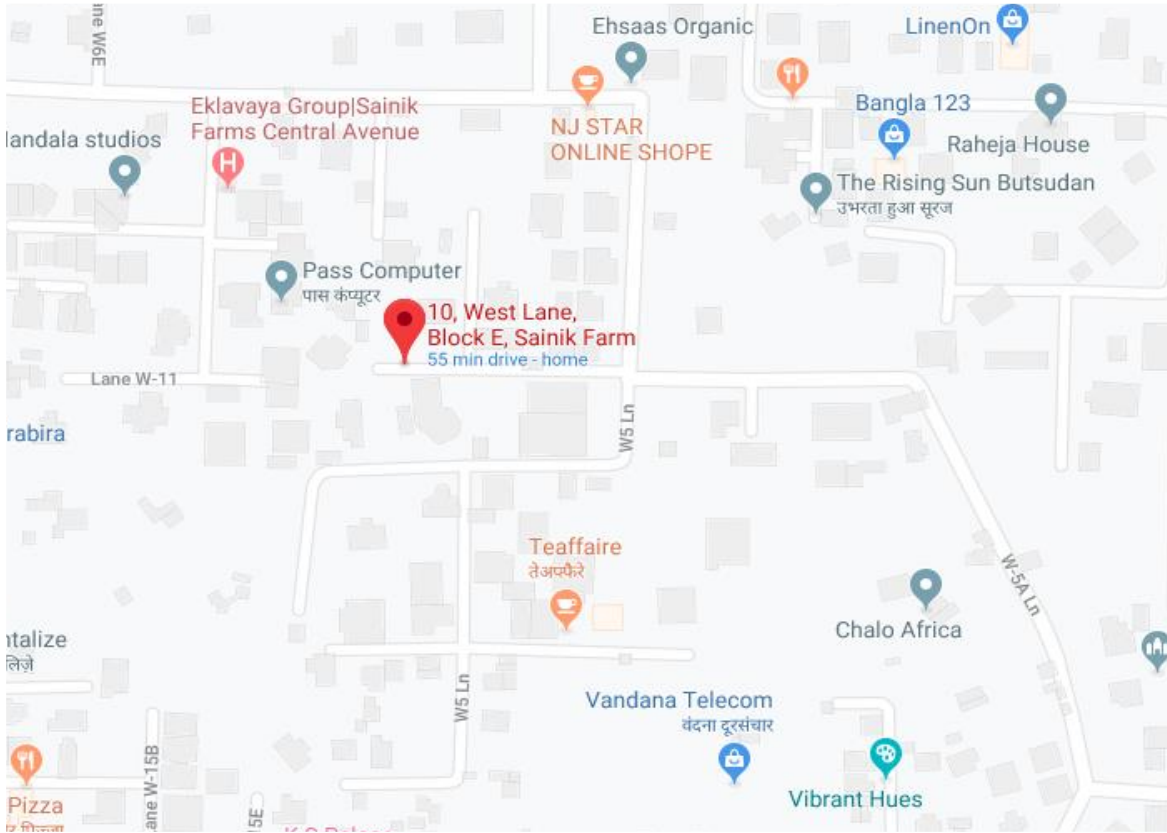 ne W6E
Ehsaas Organic
LinenOn
Eklavaya Group|Sainik
Farms Central Avenue
NJ STAR
ONLINE SHOPE
Bangla 123
Raheja House
landala studios
The Rising Sun Butsudan
उभरता हुआ सूरज
Pass Computer
पास कंप्यूटर
10, West Lane,
Block E, Sainik Farm
55 min drive - home
Lane W-11
rabira
W5 Ln
Teaffaire
तेअफ्फैरे
W-5A Ln
Chalo Africa
ntalize
लिज़े
W5 Ln
Vandana Telecom
वंदना दूरसंचार
ane W-15B
Vibrant Hues
Pizza
15E